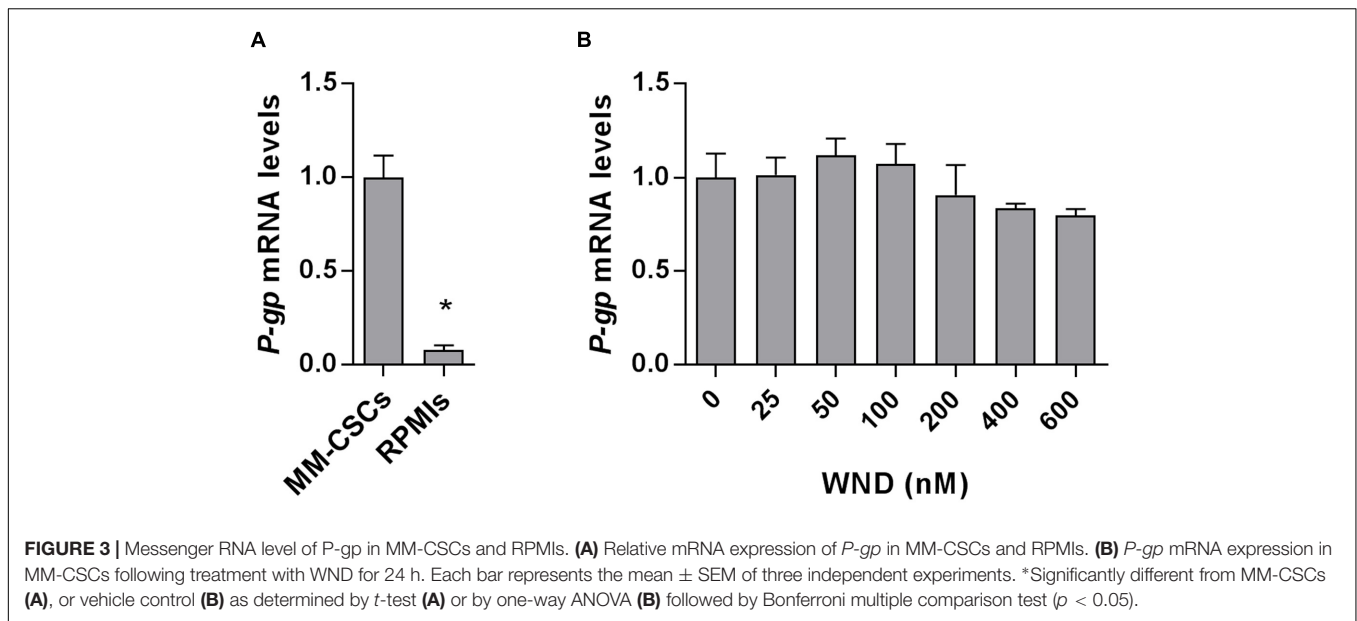 A
B
1.5
1.0
0.5
0.0
P-gp mRNA levels
*
MM-CSCs
RPMIs
1.5
1.0
0.5
0.0
P-gp mRNA levels
0
25
50
100
200
400
600
WND (nM)
FIGURE 3 | Messenger RNA level of P-gp in MM-CSCs and RPMIs. (A) Relative mRNA expression of P-gp in MM-CSCs and RPMIs. (B) P-gp mRNA expression in
MM-CSCs following treatment with WND for 24 h. Each bar represents the mean ± SEM of three independent experiments. *Significantly different from MM-CSCs
(A), or vehicle control (B) as determined by t-test (A) or by one-way ANOVA (B) followed by Bonferroni multiple comparison test (p < 0.05).